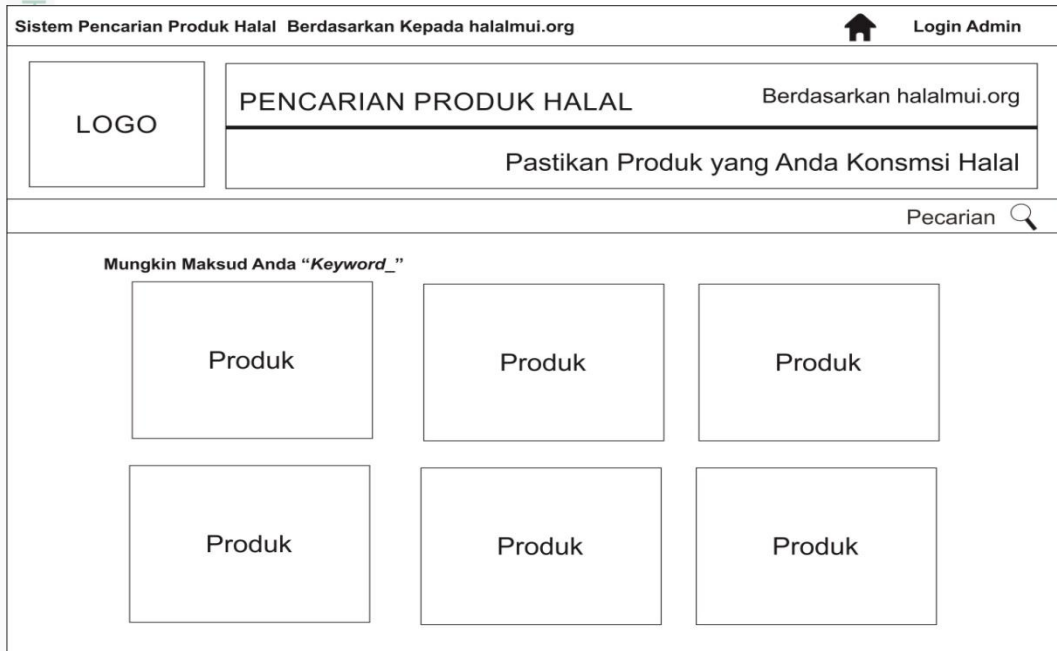 Sistem Pencarian Produk Halal Berdasarkan Kepada halalmui.org Login Admin
LOGO
PENCARIAN PRODUK HALAL Berdasarkan halalmui.org
Pastikan Produk yang Anda Konsmsi Halal
Pecarian
Mungkin Maksud Anda “Keyword_”
Produk Produk Produk
Produk Produk Produk